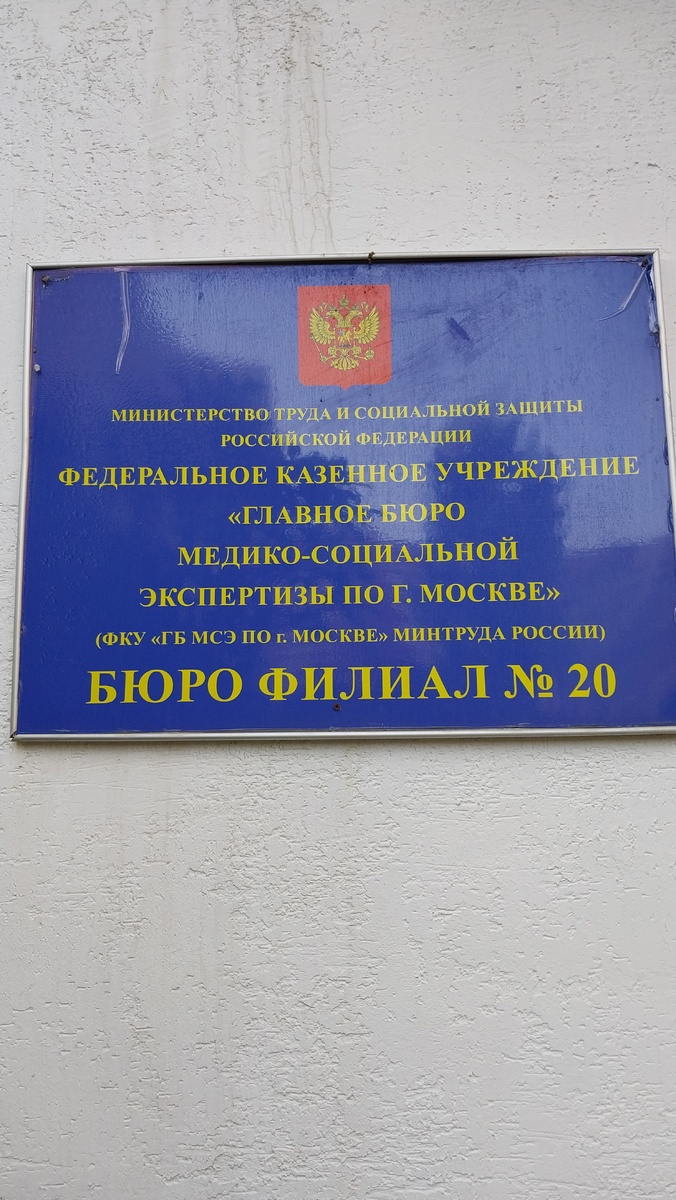 МИНИСТЕРСТВО ТРУДА И СОЦИАЛЬНОЙ ЗАЩИТЫ
РОССИЙСКОЙ ФЕДЕРАЦИИ
ФЕДЕРАЛЬНОЕ КАЗЕННОЕ УЧРЕЖДЕНИЕ
«ГЛАВНОЕ БЮРО
МЕДИКО-СОЦИАЛЬНОЙ
ЭКСПЕРТИЗЫ ПО Г. МОСКВЕ»
(ФКУ «ГБ МСЭ ПО г. МОСКВЕ» МИНТРУДА РОССИИ)
БЮРО ФИЛИАЛ № 20